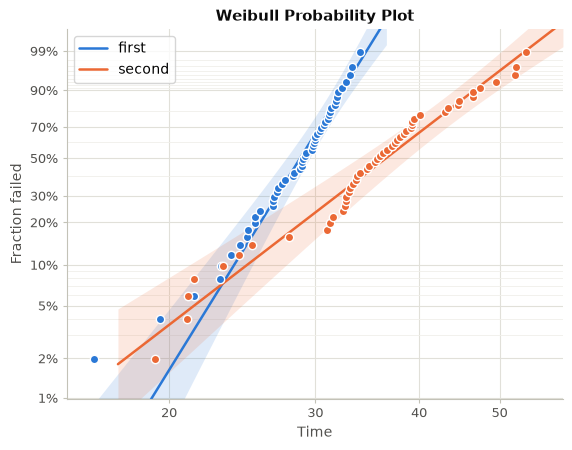 Weibull Probability Plot
first
second
Fraction failed
99%
90%
70%
50%
30%
20%
10%
5%
2%
1%
20
30
40
50
Time